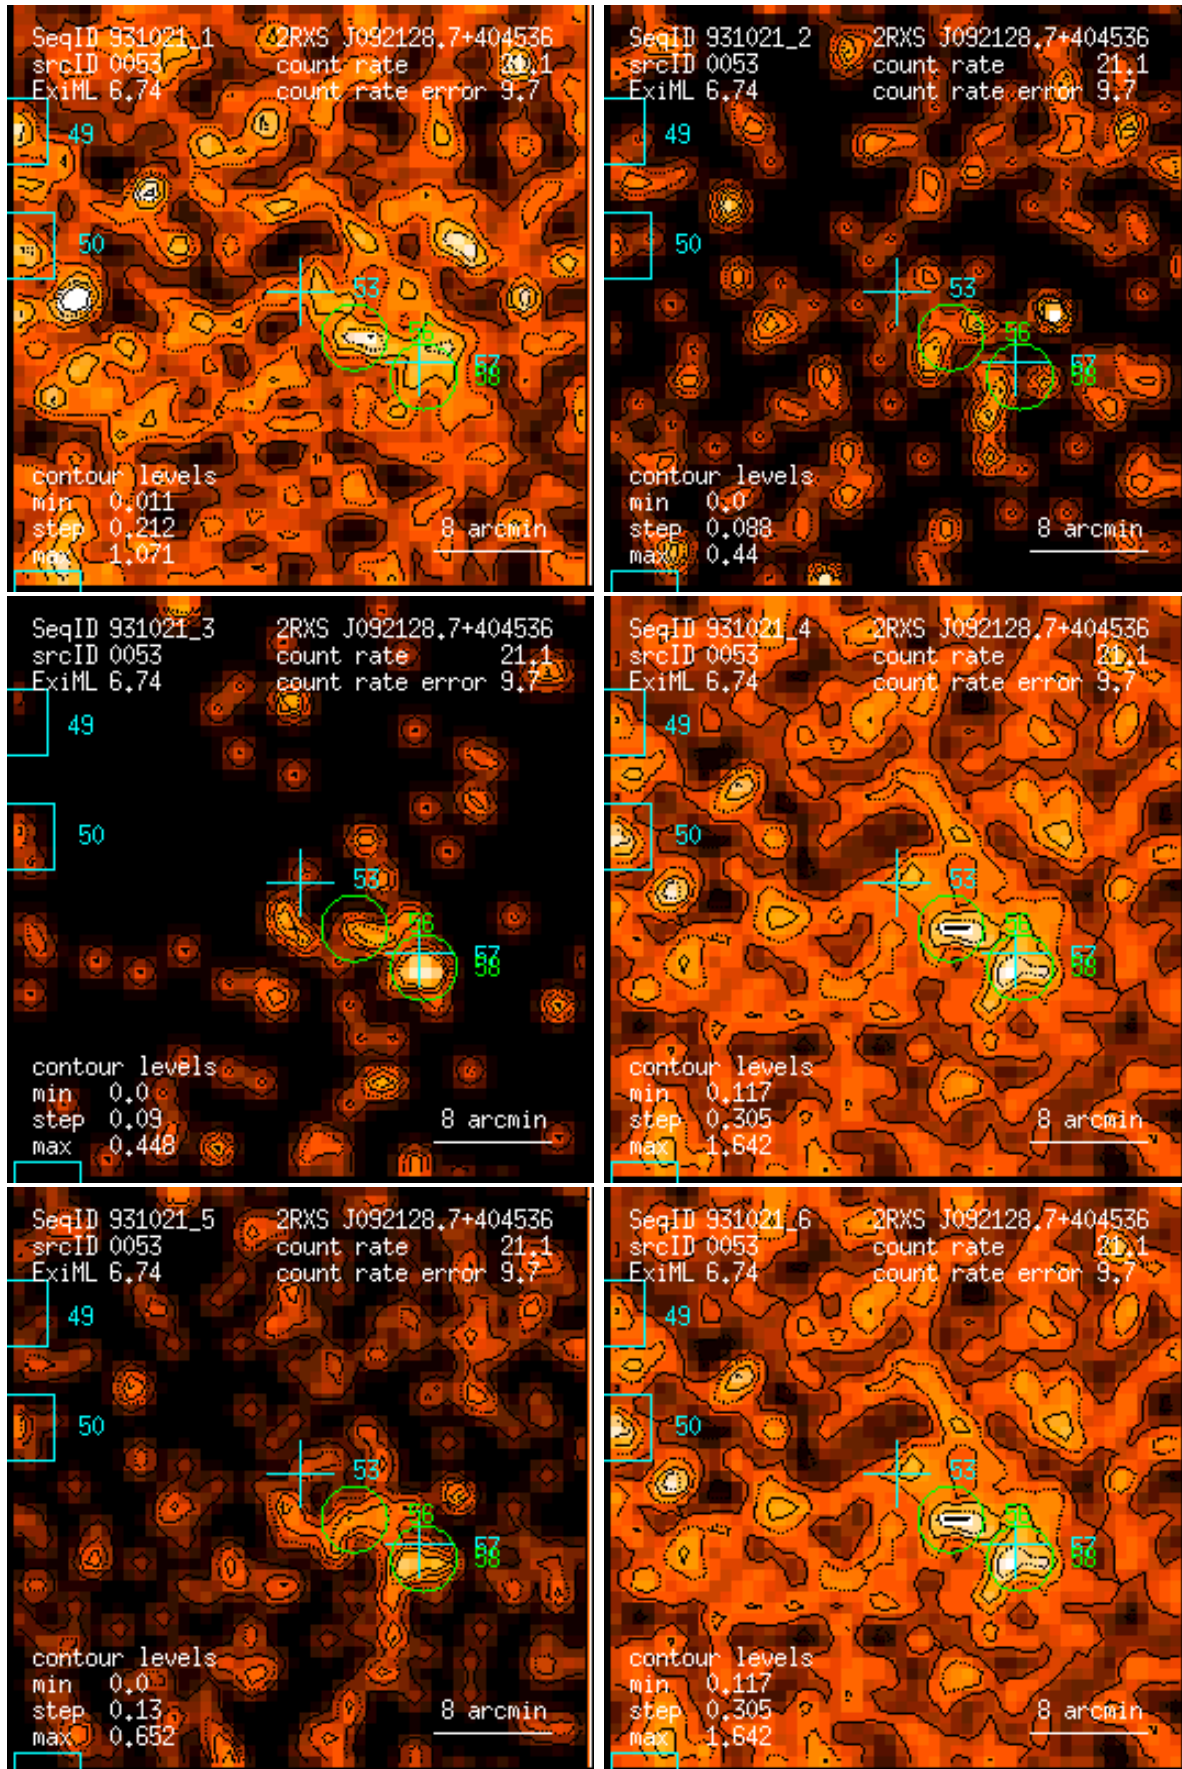 SeqID 931021_1 2RXS J092128.7+404536
srcID 0053 count rate 21.1
ExiML 6.74 count rate error 9.7
49
50
53
56
57
58
contour levels
min 0.011
step 0.212
max 1.071
8 arcmin
SeqID 931021_2 2RXS J092128.7+404536
srcID 0053 count rate 21.1
ExiML 6.74 count rate error 9.7
49
50
53
56
57
58
contour levels
min 0.0
step 0.088
max 0.44
8 arcmin
SeqID 931021_3 2RXS J092128.7+404536
srcID 0053 count rate 21.1
ExiML 6.74 count rate error 9.7
49
50
53
56
57
58
contour levels
min 0.0
step 0.09
max 0.448
8 arcmin
SeqID 931021_4 2RXS J092128.7+404536
srcID 0053 count rate 21.1
ExiML 6.74 count rate error 9.7
49
50
53
56
57
58
contour levels
min 0.117
step 0.305
max 1.642
8 arcmin
SeqID 931021_5 2RXS J092128.7+404536
srcID 0053 count rate 21.1
ExiML 6.74 count rate error 9.7
49
50
53
56
57
58
contour levels
min 0.0
step 0.13
max 0.652
8 arcmin
SeqID 931021_6 2RXS J092128.7+404536
srcID 0053 count rate 21.1
ExiML 6.74 count rate error 9.7
49
50
53
56
57
58
contour levels
min 0.117
step 0.305
max 1.642
8 arcmin